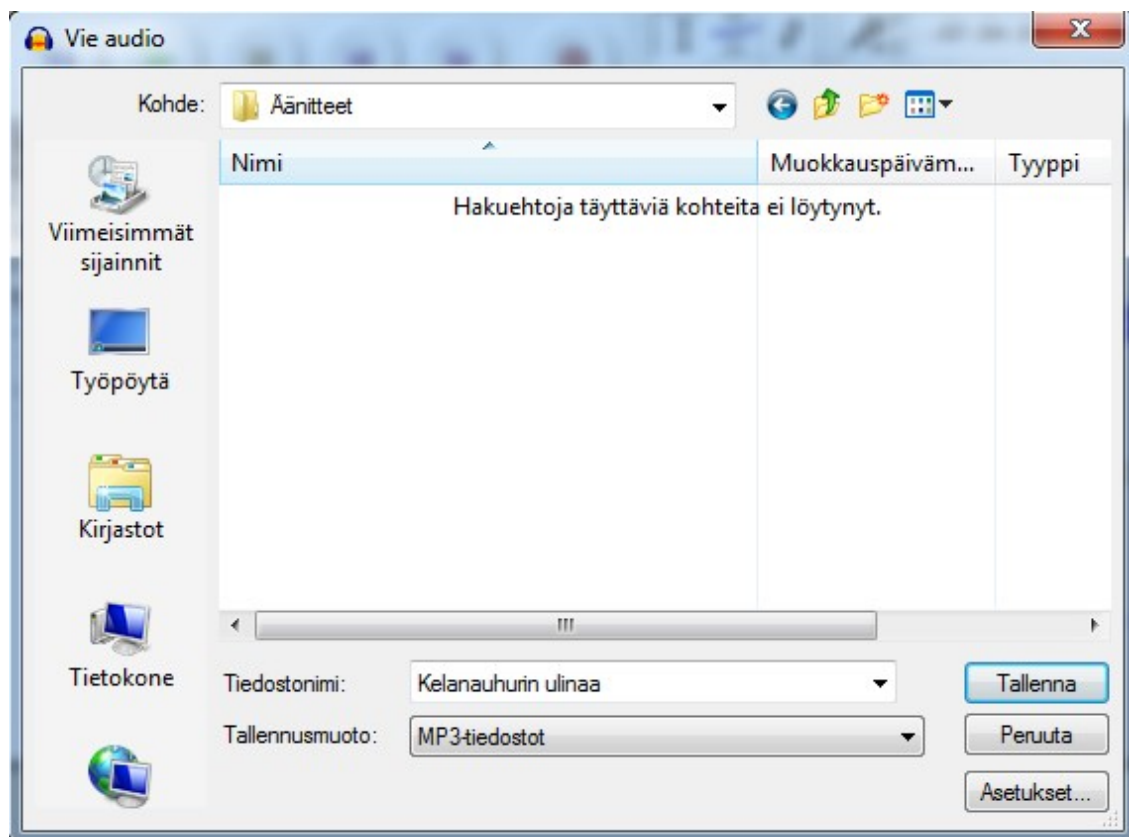 Vie audio
Kohde:
Äänitteet
Nimi
Muokkauspäiväm...
Tyyppi
Hakuehtoja täyttäviä kohteita ei löytynyt.
Viimeisimmät
sijainnit
Työpöytä
Kirjastot
Tietokone
Tiedostonimi:
Kelanauhurin ulinaa
Tallenna
Tallennusmuoto:
MP3-tiedostot
Peruuta
Asetukset...